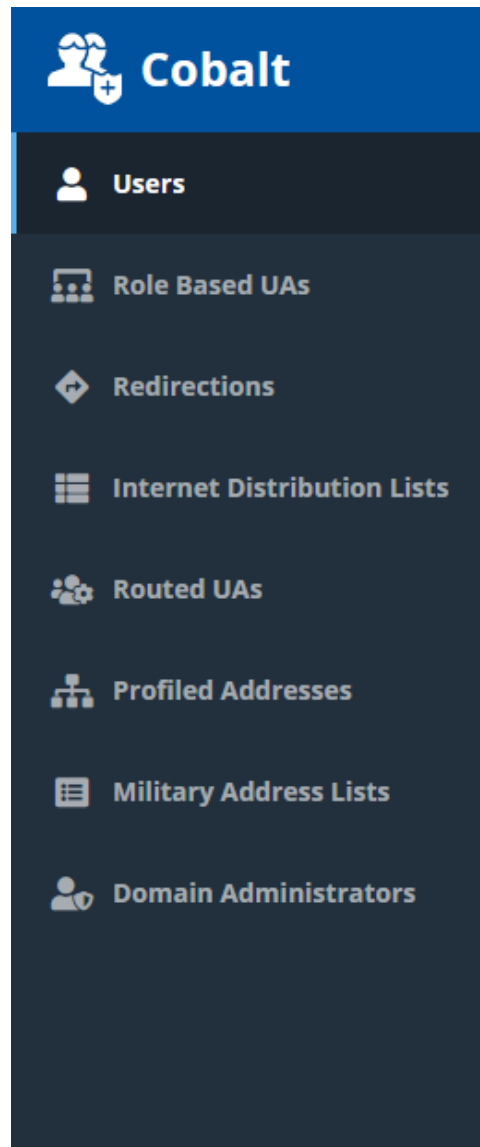 Cobalt
Users
Role Based UAs
Redirections
Internet Distribution Lists
Routed UAs
Profiled Addresses
Military Address Lists
Domain Administrators